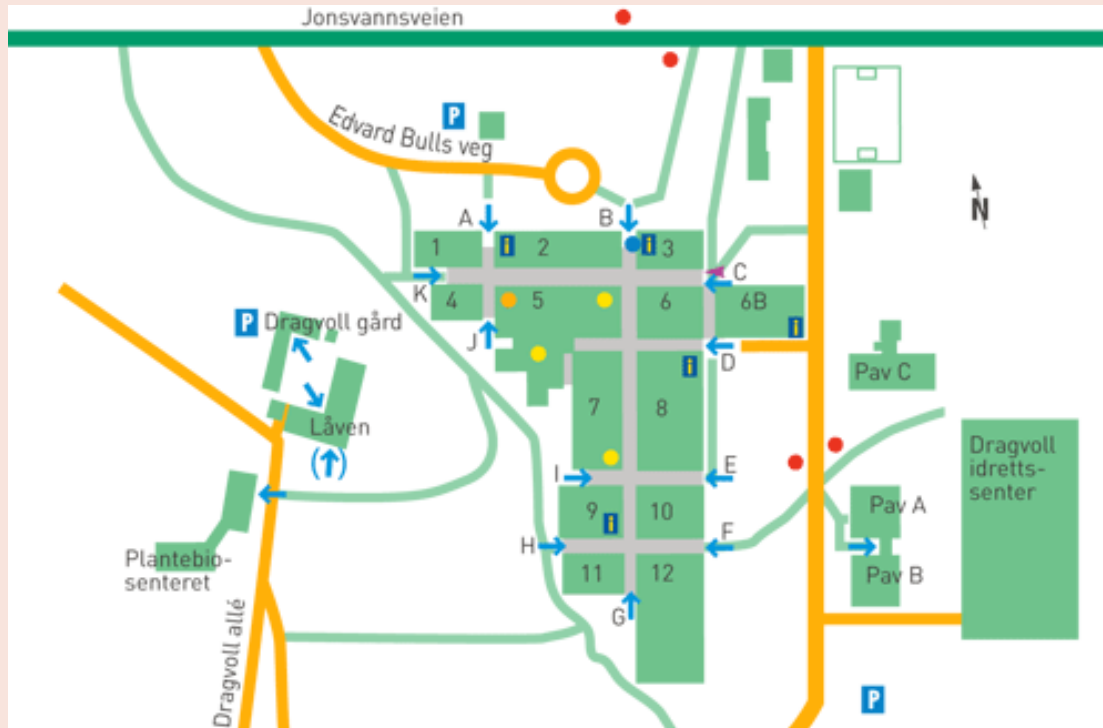 Jonsvannsveien
P
Edvard Bulls veg
A
B
N
1
i
2
i
3
K
C
4
5
6
6B
P
Dragvoll gård
J
i
D
i
Pav C
7
8
Låven
(
)
I
E
Dragvoll
idretts-
senter
9
i
10
Pav A
H
F
Plantebio-
senteret
11
12
Pav B
G
Dragvoll allé
P